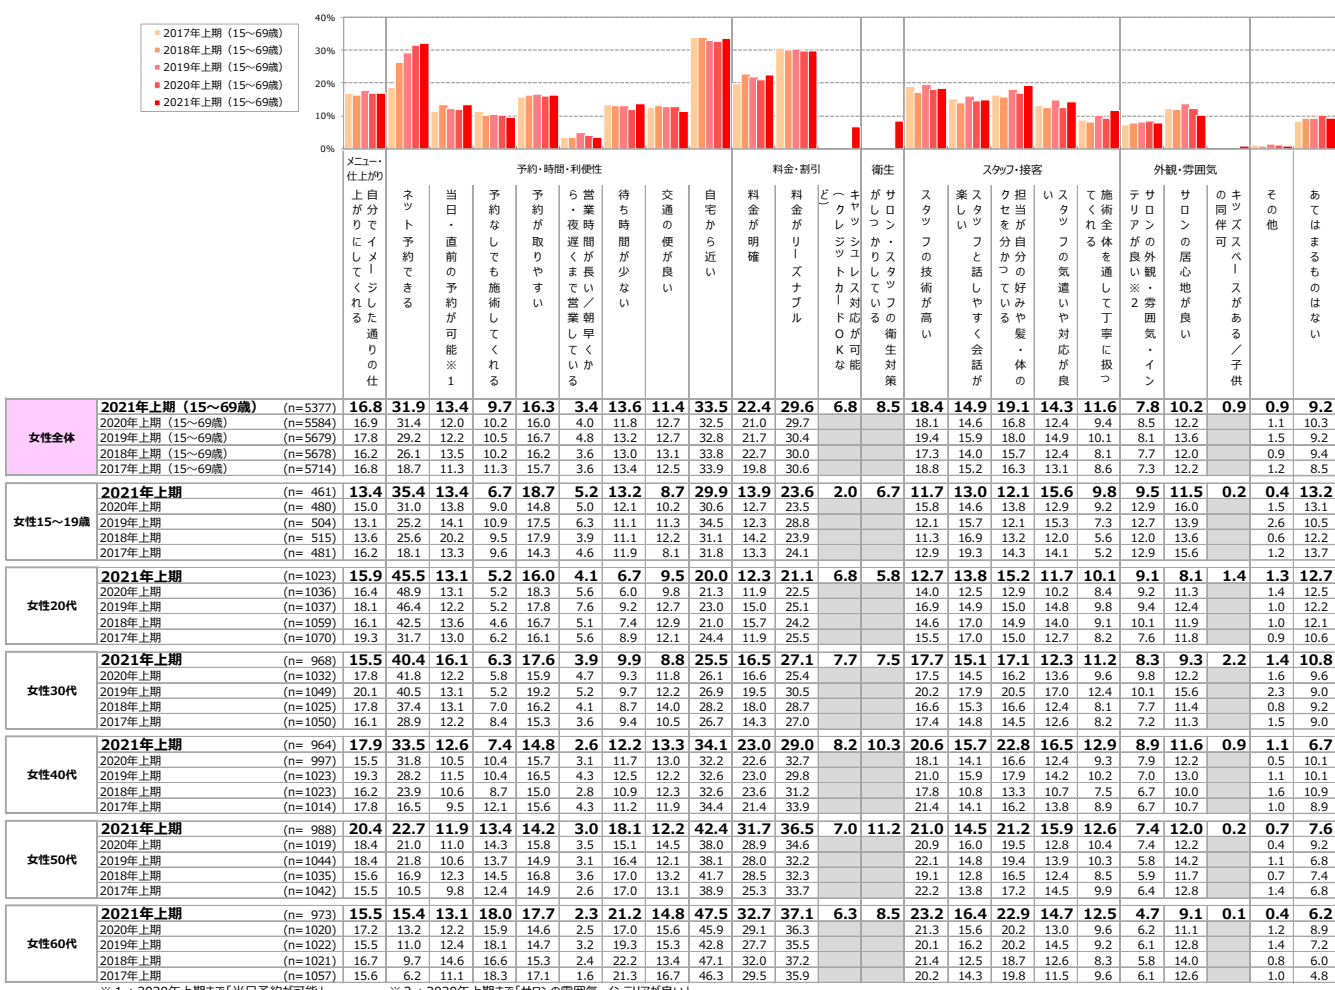 40%
30%
20%
10%
0%
2017年上期（15～69歳）
2018年上期（15～69歳）
2019年上期（15～69歳）
2020年上期（15～69歳）
2021年上期（15～69歳）
メニュー・仕上がり
予約・時間・利便性
料金・割引
衛生
スタッフ・接客
外観・雰囲気
自分でイメージした通りの仕上がりにしてくれる
ネット予約できる
当日・直前の予約が可能※1
予約なしでも施術してくれる
予約が取りやすい
営業時間が長い／朝早くから・夜遅くまで営業している
待ち時間が少ない
交通の便が良い
自宅から近い
料金が明確
料金がリーズナブル
キャッシュレス対応が可能（クレジットカードOKなど）
サロン・スタッフの衛生対策がしっかりしている
スタッフの技術が高い
スタッフと話しやすく会話が楽しい
担当が自分の好みや髪・体のクセを分かっている
スタッフの気遣いや対応が良い
施術全体を通して丁寧に扱ってくれる
サロンの外観・雰囲気・インテリアが良い※2
サロンの居心地が良い
キッズスペースがある／子供の同伴可
その他
あてはまるものはない
女性全体
2021年上期（15～69歳） (n=5377) 16.8 31.9 13.4 9.7 16.3 3.4 13.6 11.4 33.5 22.4 29.6 6.8 8.5 18.4 14.9 19.1 14.3 11.6 7.8 10.2 0.9 0.9 9.2
2020年上期（15～69歳） (n=5584) 16.9 31.4 12.0 10.2 16.0 4.0 11.8 12.7 32.5 21.0 29.7 18.1 14.6 16.8 12.4 9.4 8.5 12.2 1.1 10.3
2019年上期（15～69歳） (n=5679) 17.8 29.2 12.2 10.5 16.7 4.8 13.2 12.7 32.8 21.7 30.4 19.4 15.9 18.0 14.9 10.1 8.1 13.6 1.5 9.2
2018年上期（15～69歳） (n=5678) 16.2 26.1 13.5 10.2 16.2 3.6 13.0 13.1 33.8 22.7 30.0 17.3 14.0 15.7 12.4 8.1 7.7 12.0 0.9 9.4
2017年上期（15～69歳） (n=5714) 16.8 18.7 11.3 11.3 15.7 3.6 13.4 12.5 33.9 19.8 30.6 18.8 15.2 16.3 13.1 8.6 7.3 12.2 1.2 8.5
女性15～19歳
2021年上期 (n= 461) 13.4 35.4 13.4 6.7 18.7 5.2 13.2 8.7 29.9 13.9 23.6 2.0 6.7 11.7 13.0 12.1 15.6 9.8 9.5 11.5 0.2 0.4 13.2
2020年上期 (n= 480) 15.0 31.0 13.8 9.0 14.8 5.0 12.1 10.2 30.6 12.7 23.5 15.8 14.6 13.8 12.9 9.2 12.9 16.0 1.5 13.1
2019年上期 (n= 504) 13.1 25.2 14.1 10.9 17.5 6.3 11.1 11.3 34.5 12.3 28.8 12.1 15.7 12.1 15.3 7.3 12.7 13.9 2.6 10.5
2018年上期 (n= 515) 13.6 25.6 20.2 9.5 17.9 3.9 11.1 12.2 31.1 14.2 23.9 11.3 16.9 13.2 12.0 5.6 12.0 13.6 0.6 12.2
2017年上期 (n= 481) 16.2 18.1 13.3 9.6 14.3 4.6 11.9 8.1 31.8 13.3 24.1 12.9 19.3 14.3 14.1 5.2 12.9 15.6 1.2 13.7
女性20代
2021年上期 (n=1023) 15.9 45.5 13.1 5.2 16.0 4.1 6.7 9.5 20.0 12.3 21.1 6.8 5.8 12.7 13.8 15.2 11.7 10.1 9.1 8.1 1.4 1.3 12.7
2020年上期 (n=1036) 16.4 48.9 13.1 5.2 18.3 5.6 6.0 9.8 21.3 11.9 22.5 14.0 12.5 12.9 10.2 8.4 9.2 11.3 1.4 12.5
2019年上期 (n=1037) 18.1 46.4 12.2 5.2 17.8 7.6 9.2 12.7 23.0 15.0 25.1 16.9 14.9 15.0 14.8 9.8 9.4 12.4 1.0 12.2
2018年上期 (n=1059) 16.1 42.5 13.6 4.6 16.7 5.1 7.4 12.9 21.0 15.7 24.2 14.6 17.0 14.9 14.0 9.1 10.1 11.9 1.0 12.1
2017年上期 (n=1070) 19.3 31.7 13.0 6.2 16.1 5.6 8.9 12.1 24.4 11.9 25.5 15.5 17.0 15.0 12.7 8.2 7.6 11.8 0.9 10.6
女性30代
2021年上期 (n= 968) 15.5 40.4 16.1 6.3 17.6 3.9 9.9 8.8 25.5 16.5 27.1 7.7 7.5 17.7 15.1 17.1 12.3 11.2 8.3 9.3 2.2 1.4 10.8
2020年上期 (n=1032) 17.8 41.8 12.2 5.8 15.9 4.7 9.3 11.8 26.1 16.6 25.4 17.5 14.5 16.2 13.6 9.6 9.8 12.2 1.6 9.6
2019年上期 (n=1049) 20.1 40.5 13.1 5.2 19.2 5.2 9.7 12.2 26.9 19.5 30.5 20.2 17.9 20.5 17.0 12.4 10.1 15.6 2.3 9.0
2018年上期 (n=1025) 17.8 37.4 13.1 7.0 16.2 4.1 8.7 14.0 28.2 18.0 28.7 16.6 15.3 16.6 12.4 8.1 7.7 11.4 0.8 9.2
2017年上期 (n=1050) 16.1 28.9 12.2 8.4 15.3 3.6 9.4 10.5 26.7 14.3 27.0 17.4 14.8 14.5 12.6 8.2 7.2 11.3 1.5 9.0
女性40代
2021年上期 (n= 964) 17.9 33.5 12.6 7.4 14.8 2.6 12.2 13.3 34.1 23.0 29.0 8.2 10.3 20.6 15.7 22.8 16.5 12.9 8.9 11.6 0.9 1.1 6.7
2020年上期 (n= 997) 15.5 31.8 10.5 10.4 15.7 3.1 11.7 13.0 32.2 22.6 32.7 18.1 14.1 16.6 12.4 9.3 7.9 12.2 0.5 10.1
2019年上期 (n=1023) 19.3 28.2 11.5 10.4 16.5 4.3 12.5 12.2 32.6 23.0 29.8 21.0 15.9 17.9 14.2 10.2 7.0 13.0 1.1 10.1
2018年上期 (n=1023) 16.2 23.9 10.6 8.7 15.0 2.8 10.9 12.3 32.6 23.6 31.2 17.8 10.8 13.3 10.7 7.5 6.7 10.0 1.6 10.9
2017年上期 (n=1014) 17.8 16.5 9.5 12.1 15.6 4.3 11.2 11.9 34.4 21.4 33.9 21.4 14.1 16.2 13.8 8.9 6.7 10.7 1.0 8.9
女性50代
2021年上期 (n= 988) 20.4 22.7 11.9 13.4 14.2 3.0 18.1 12.2 42.4 31.7 36.5 7.0 11.2 21.0 14.5 21.2 15.9 12.6 7.4 12.0 0.2 0.7 7.6
2020年上期 (n=1019) 18.4 21.0 11.0 14.3 15.8 3.5 15.1 14.5 38.0 28.9 34.6 20.9 16.0 19.5 12.8 10.4 7.4 12.2 0.4 9.2
2019年上期 (n=1044) 18.4 21.8 10.6 13.7 14.9 3.1 16.4 12.1 38.1 28.0 32.2 22.1 14.8 19.4 13.9 10.3 5.8 14.2 1.1 6.8
2018年上期 (n=1035) 15.6 16.9 12.3 14.5 16.8 3.6 17.0 13.2 41.7 28.5 32.3 19.1 12.8 16.5 12.4 8.5 5.9 11.7 0.7 7.4
2017年上期 (n=1042) 15.5 10.5 9.8 12.4 14.9 2.6 17.0 13.1 38.9 25.3 33.7 22.2 13.8 17.2 14.5 9.9 6.4 12.8 1.4 6.8
女性60代
2021年上期 (n= 973) 15.5 15.4 13.1 18.0 17.7 2.3 21.2 14.8 47.5 32.7 37.1 6.3 8.5 23.2 16.4 22.9 14.7 12.5 4.7 9.1 0.1 0.4 6.2
2020年上期 (n=1020) 17.2 13.2 12.2 15.9 14.6 2.5 17.0 15.6 45.9 29.1 36.3 21.3 15.6 20.2 13.0 9.6 6.2 11.1 1.2 8.9
2019年上期 (n=1022) 15.5 11.0 12.4 18.1 14.7 3.2 19.3 15.3 42.8 27.7 35.5 20.1 16.2 20.2 14.5 9.2 6.1 12.8 1.4 7.2
2018年上期 (n=1021) 16.7 9.7 14.6 16.6 15.3 2.4 22.2 13.4 47.1 32.0 37.2 21.4 12.5 18.7 12.6 8.3 5.8 14.0 0.8 6.0
2017年上期 (n=1057) 15.6 6.2 11.1 18.3 17.1 1.6 21.3 16.7 46.3 29.5 35.9 20.2 14.3 19.8 11.5 9.6 6.1 12.6 1.0 4.8
※１：2020年上期まで「当日予約が可能」 ※２：2020年上期まで「サロンの雰囲気・インテリアが良い」